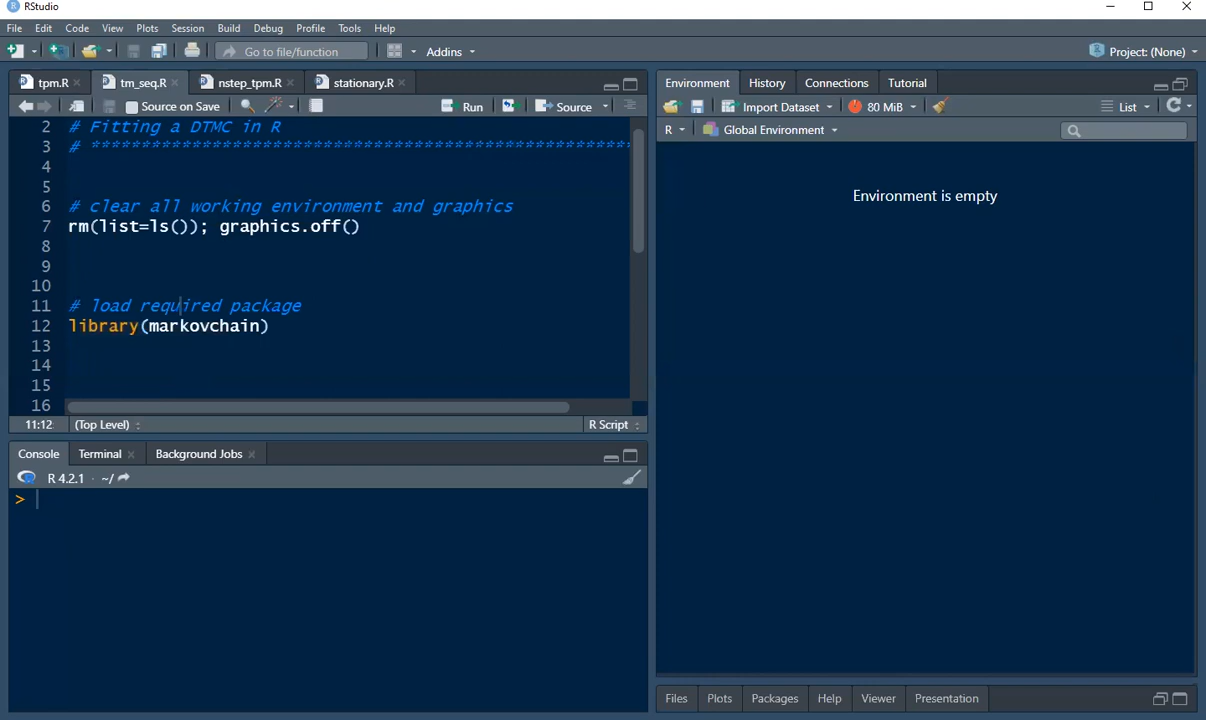 RStudio
File Edit Code View Plots Session Build Debug Profile Tools Help
Go to file/function Addins Project: (None)
tpm.R tm_seq.R nstep_tpm.R stationary.R
Source on Save Run Source
2 # Fitting a DTMC in R
3 # ******************************************************
4
5
6 # clear all working environment and graphics
7 rm(list=ls()); graphics.off()
8
9
10
11 # load required package
12 library(markovchain)
13
14
15
16
11:12 (Top Level) R Script
Console Terminal Background Jobs
R 4.2.1 · ~/
>
Environment History Connections Tutorial
Import Dataset 80 MiB List
R Global Environment
Environment is empty
Files Plots Packages Help Viewer Presentation